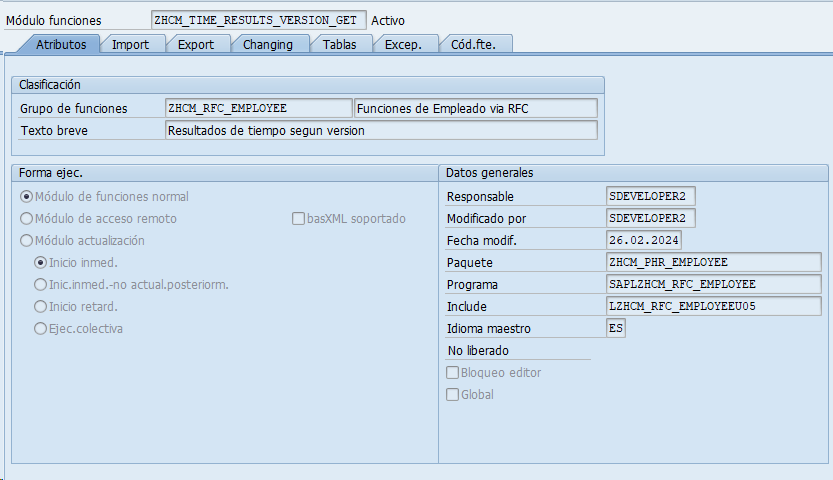 Módulo funciones ZHCM_TIME_RESULTS_VERSION_GET Activo
Atributos Import Export Changing Tablas Excep. Cód.fte.
Clasificación
Grupo de funciones ZHCM_RFC_EMPLOYEE Funciones de Empleado via RFC
Texto breve Resultados de tiempo segun version
Forma ejec.
Módulo de funciones normal
Módulo de acceso remoto basXML soportado
Módulo actualización
Inicio inmed.
Inic.inmed.-no actual.posteriorm.
Inicio retard.
Ejec.colectiva
Datos generales
Responsable SDEVELOPER2
Modificado por SDEVELOPER2
Fecha modif. 26.02.2024
Paquete ZHCM_PHR_EMPLOYEE
Programa SAPLZHCM_RFC_EMPLOYEE
Include LZHCM_RFC_EMPLOYEEU05
Idioma maestro ES
No liberado
Bloqueo editor
Global